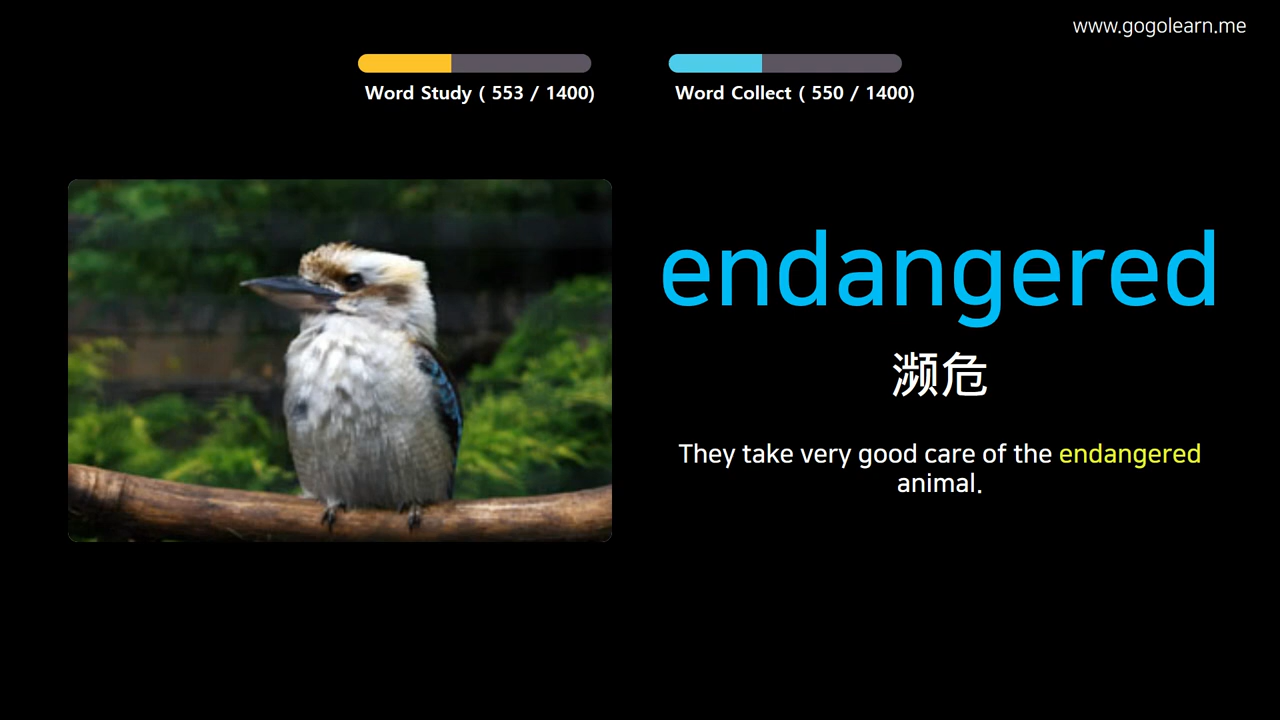 www.gogolearn.me
Word Study ( 553 / 1400)
Word Collect ( 550 / 1400)
endangered
濒危
They take very good care of the endangered
animal.